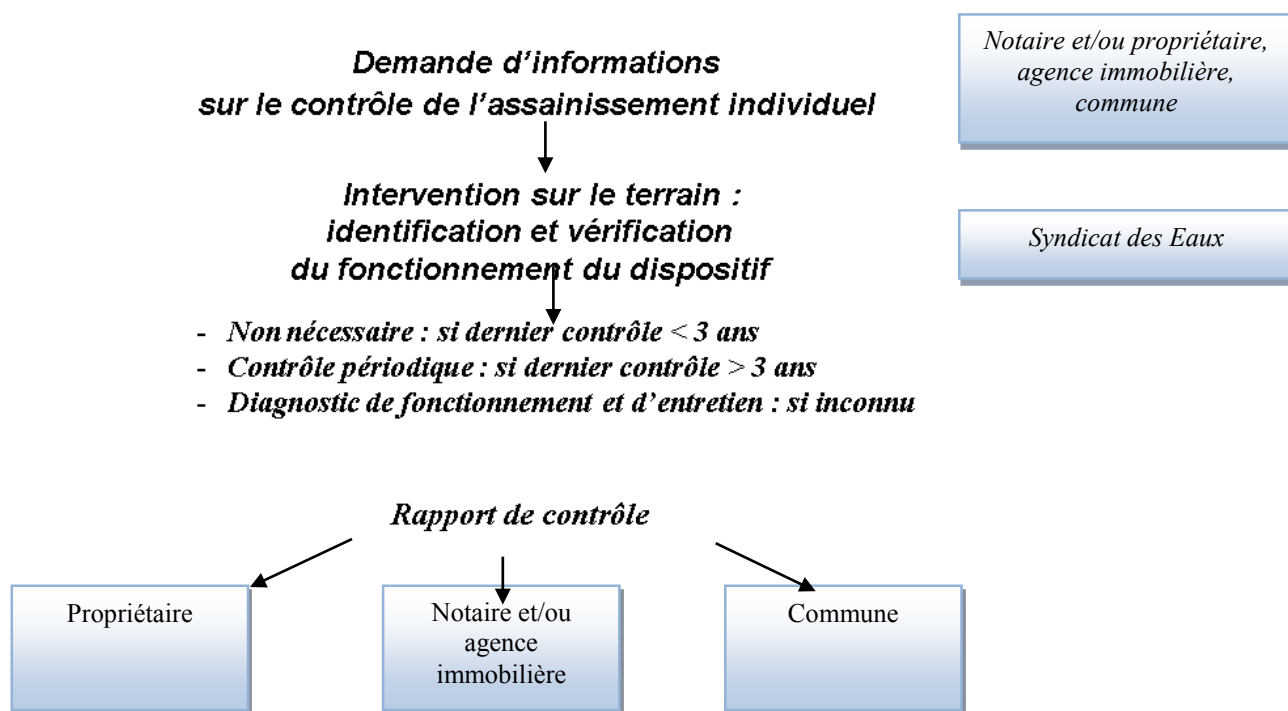 Demande d'informations
sur le contrôle de l'assainissement individuel
Notaire et/ou propriétaire,
agence immobilière,
commune
Intervention sur le terrain :
identification et vérification
du fonctionnement du dispositif
Syndicat des Eaux
- Non nécessaire : si dernier contrôle < 3 ans
- Contrôle périodique : si dernier contrôle > 3 ans
- Diagnostic de fonctionnement et d'entretien : si inconnu
Rapport de contrôle
Propriétaire
Notaire et/ou
agence
immobilière
Commune